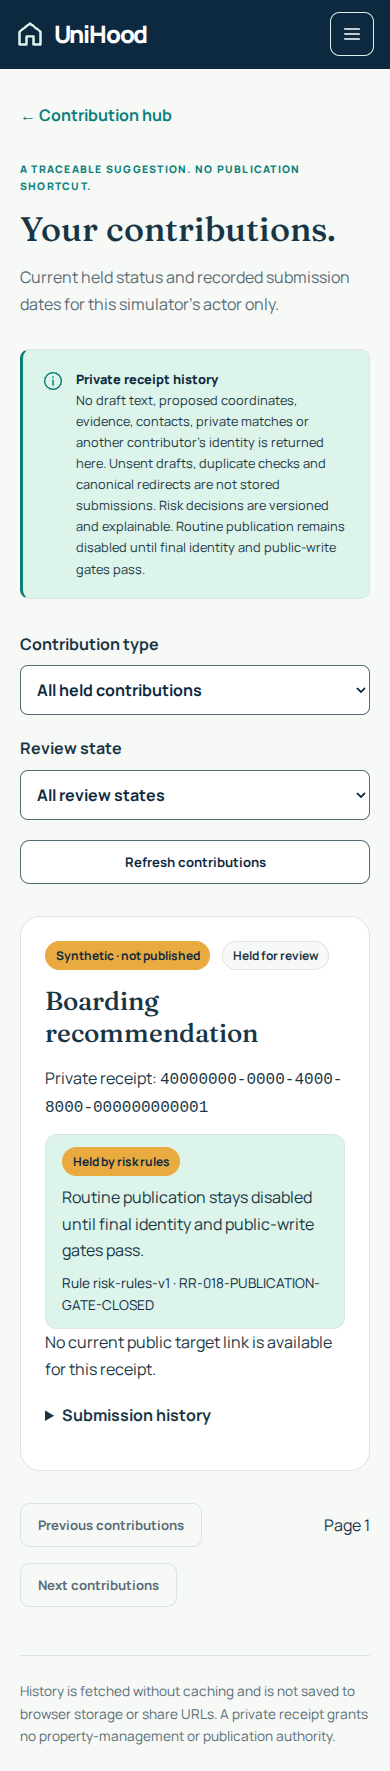 UniHood
← Contribution hub
A TRACEABLE SUGGESTION. NO PUBLICATION
SHORTCUT.
Your contributions.
Current held status and recorded submission
dates for this simulator's actor only.
Private receipt history
No draft text, proposed coordinates,
evidence, contacts, private matches or
another contributor's identity is returned
here. Unsent drafts, duplicate checks and
canonical redirects are not stored
submissions. Risk decisions are versioned
and explainable. Routine publication remains
disabled until final identity and public-write
gates pass.
Contribution type
All held contributions
Review state
All review states
Refresh contributions
Synthetic · not published Held for review
Boarding
recommendation
Private receipt: 40000000-0000-4000-
8000-000000000001
Held by risk rules
Routine publication stays disabled
until final identity and public-write
gates pass.
Rule risk-rules-v1 · RR-018-PUBLICATION-
GATE-CLOSED
No current public target link is available
for this receipt.
▶ Submission history
Previous contributions Page 1
Next contributions
History is fetched without caching and is not saved to
browser storage or share URLs. A private receipt grants
no property-management or publication authority.